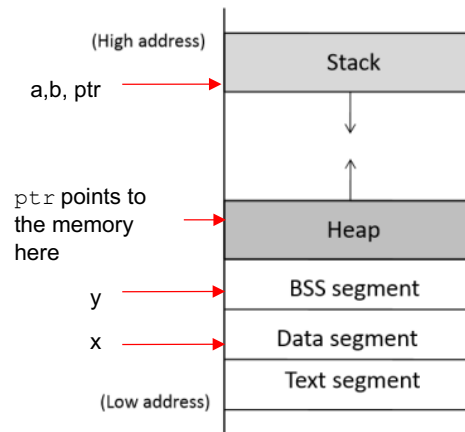 (High address)
Stack
a,b, ptr
ptr points to
the memory
here
Heap
y
BSS segment
x
Data segment
Text segment
(Low address)